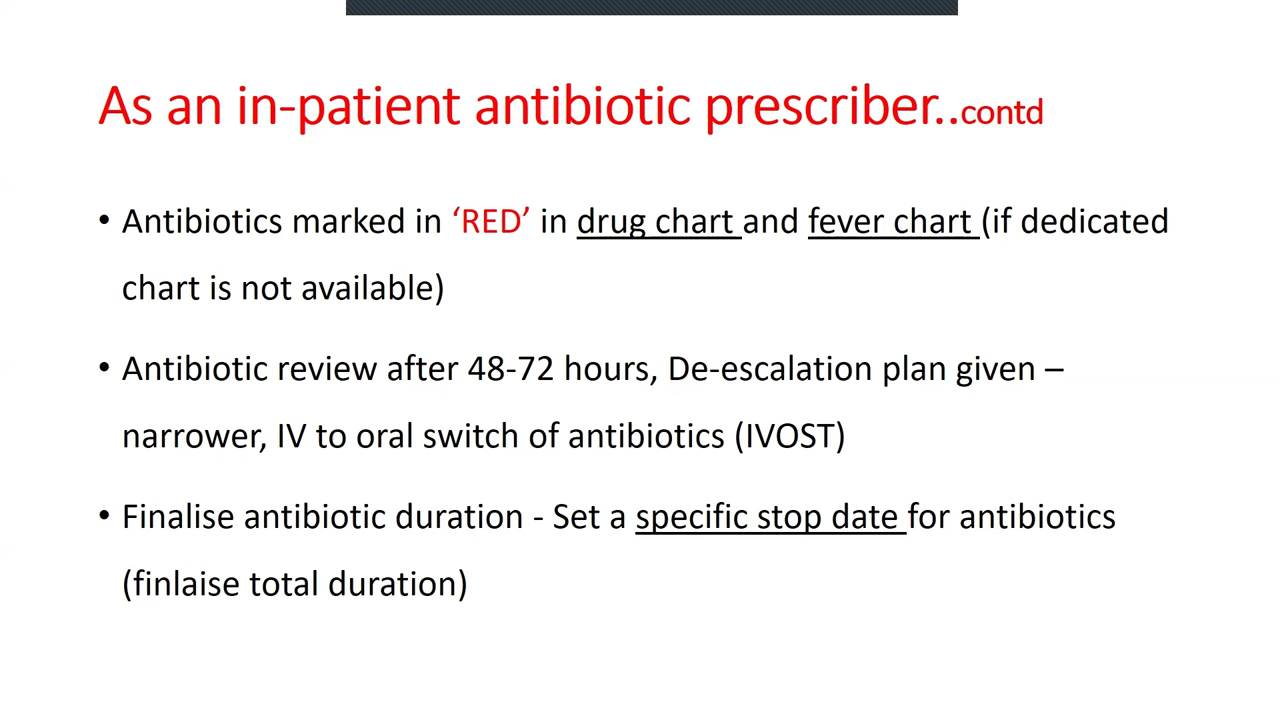 As an in-patient antibiotic prescriber..contd
• Antibiotics marked in ‘RED’ in drug chart and fever chart (if dedicated
chart is not available)
• Antibiotic review after 48-72 hours, De-escalation plan given –
narrower, IV to oral switch of antibiotics (IVOST)
• Finalise antibiotic duration - Set a specific stop date for antibiotics
(finlaise total duration)